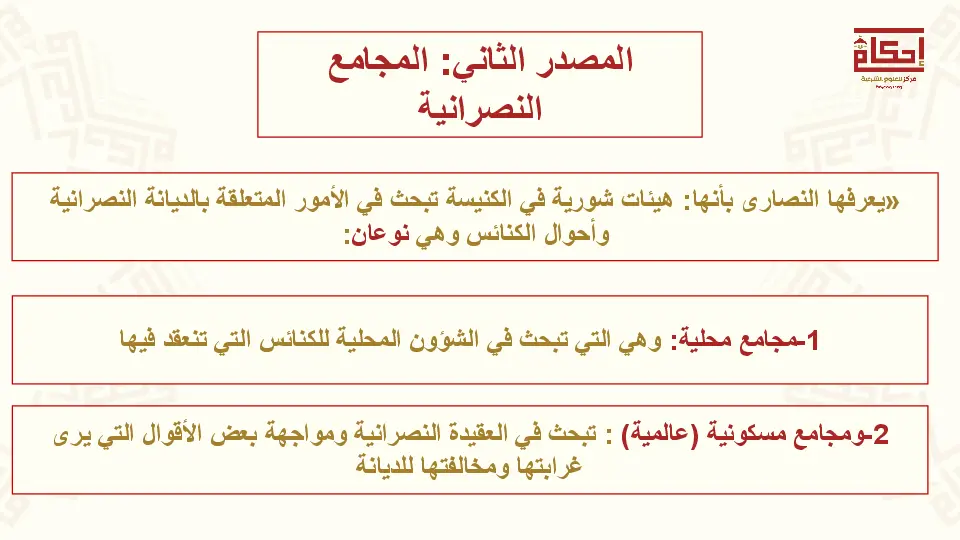 المصدر الثاني: المجامع
النصرانية
إحكام
مركز للعلوم الشرعية
«يعرفها النصارى بأنها: هيئات شورية في الكنيسة تبحث في الأمور المتعلقة بالديانة النصرانية
وأحوال الكنائس وهي نوعان:
1-مجامع محلية: وهي التي تبحث في الشؤون المحلية للكنائس التي تنعقد فيها
2-ومجامع مسكونية (عالمية) : تبحث في العقيدة النصرانية ومواجهة بعض الأقوال التي يرى
غرابتها ومخالفتها للديانة